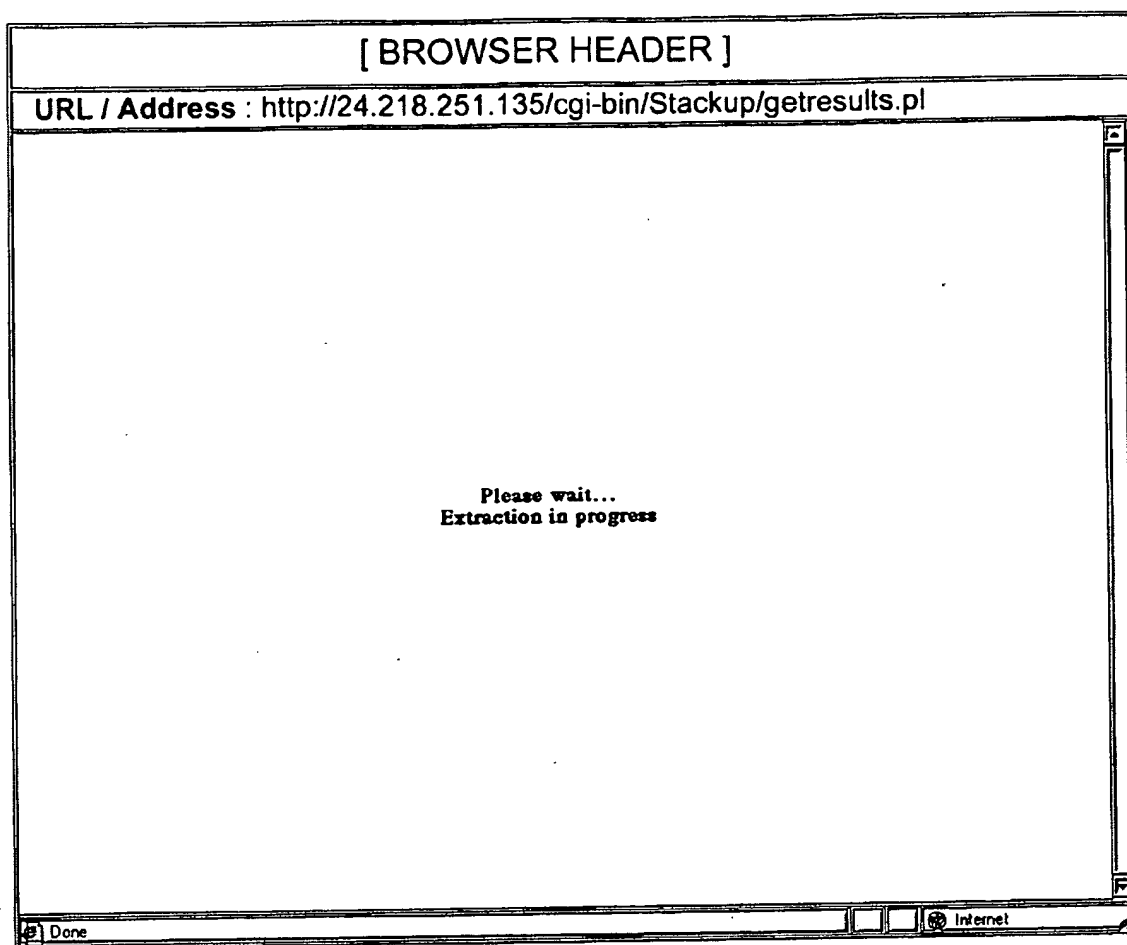 [ BROWSER HEADER ]
URL / Address : http://24.218.251.135/cgi-bin/Stackup/getresults.pl
Please wait...
Extraction in progress
Done
Internet